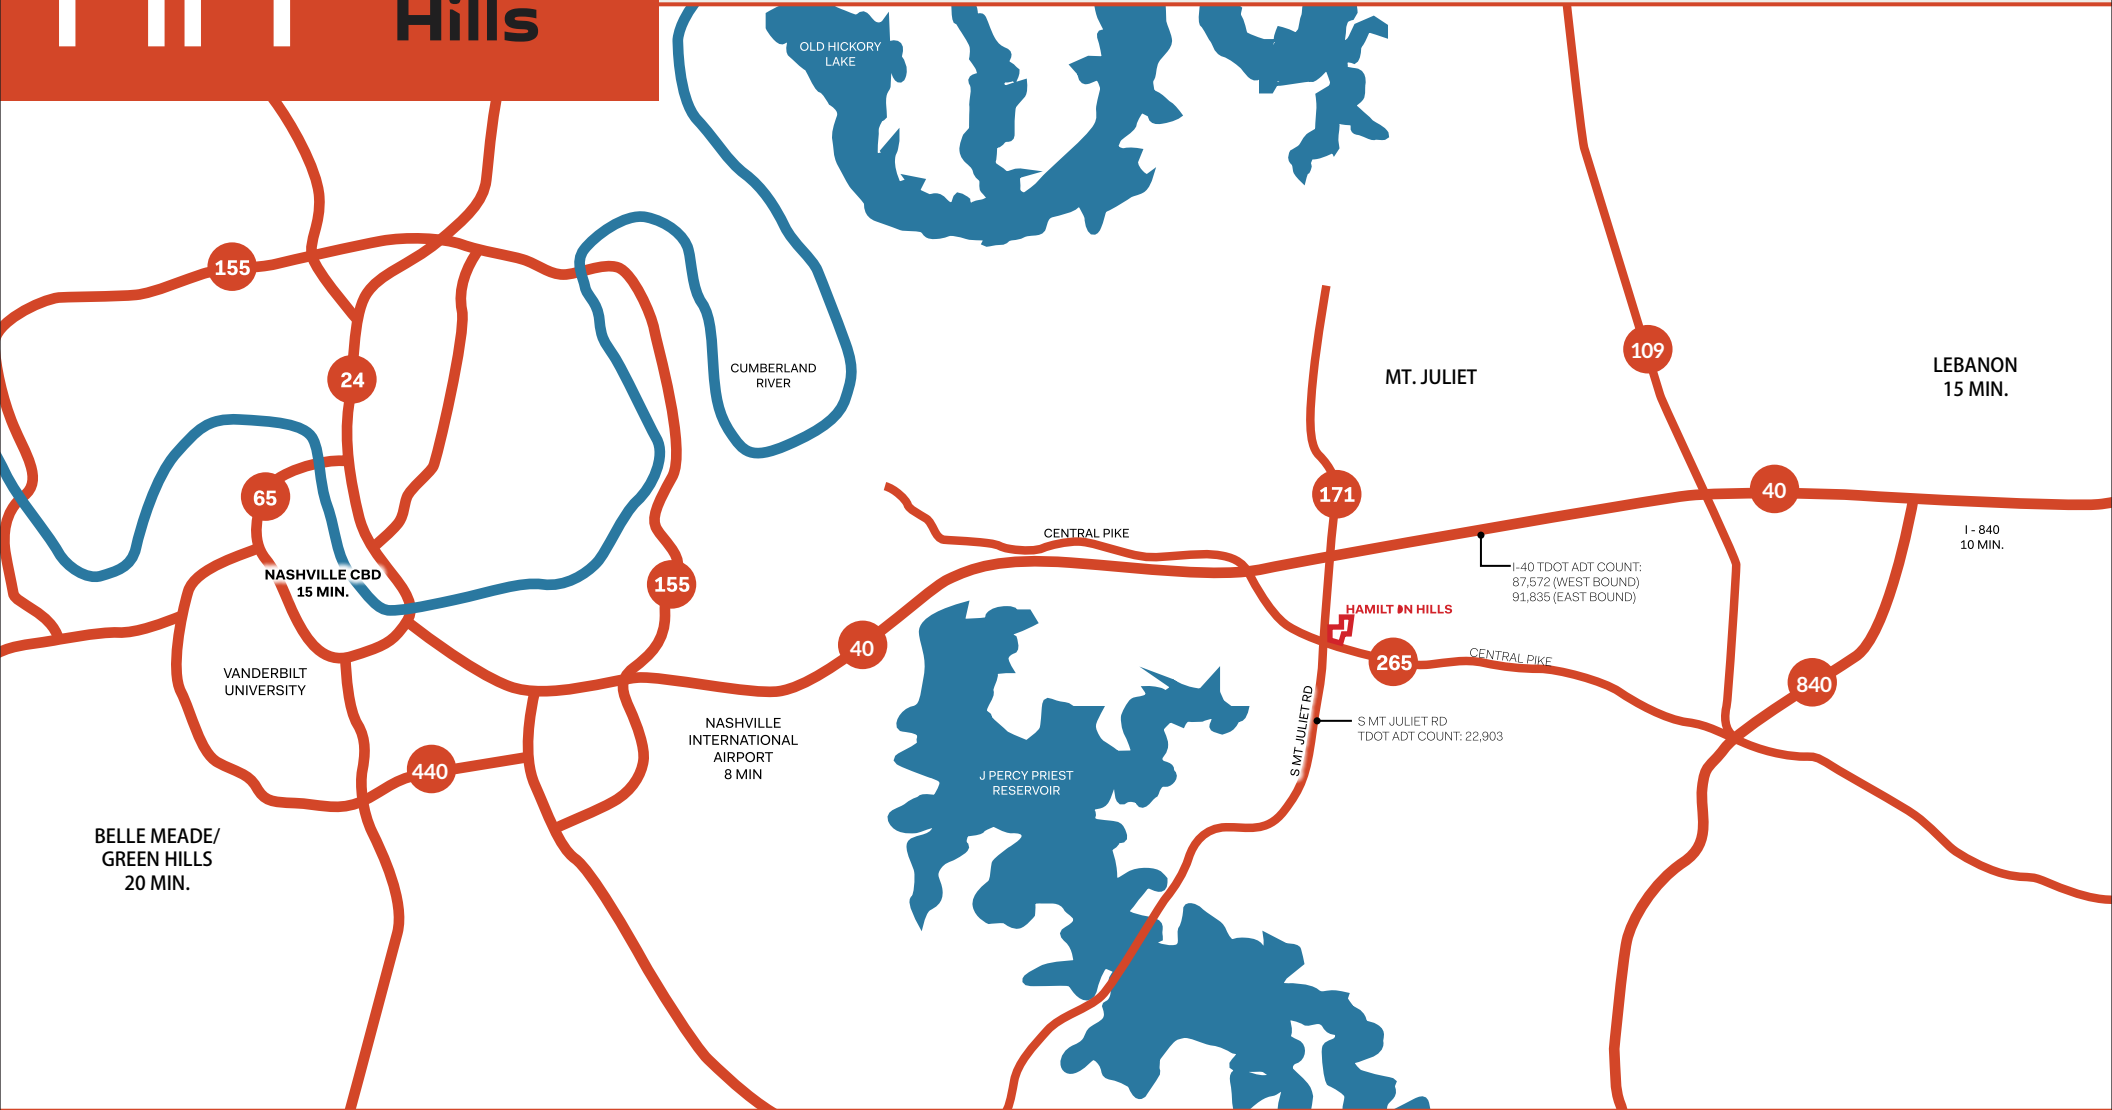 Hills
OLD HICKORY
LAKE
155
24
CUMBERLAND
RIVER
109
MT. JULIET
LEBANON
15 MIN.
65
171
40
CENTRAL PIKE
I - 840
10 MIN.
I-40 TDOT ADT COUNT:
87,572 (WEST BOUND)
91,835 (EAST BOUND)
NASHVILLE CBD
15 MIN.
155
HAMILTON HILLS
40
265
CENTRAL PIKE
VANDERBILT
UNIVERSITY
840
S MT JULIET RD
S MT JULIET RD
TDOT ADT COUNT: 22,903
NASHVILLE
INTERNATIONAL
AIRPORT
8 MIN
440
J PERCY PRIEST
RESERVOIR
BELLE MEADE/
GREEN HILLS
20 MIN.